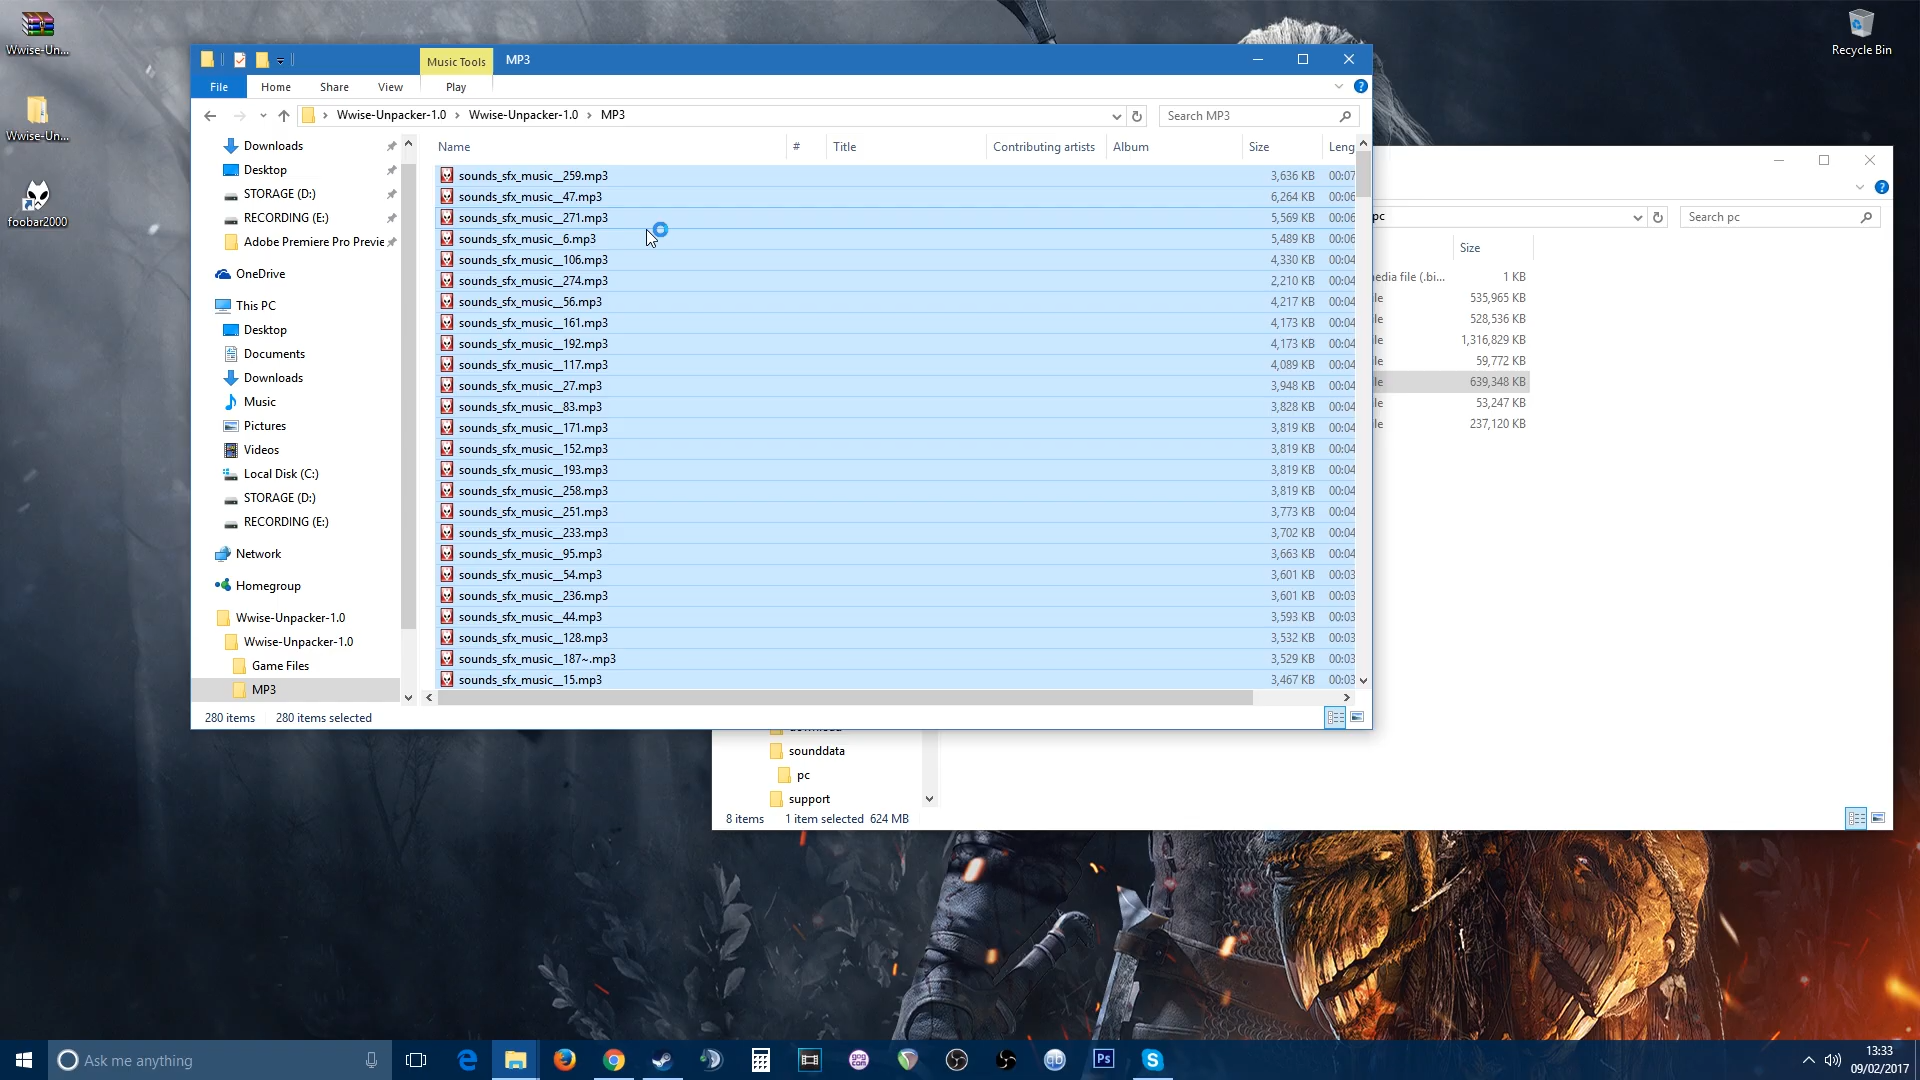 Wwise-Un...
Wwise-Un...
foobar2000
Recycle Bin
Music Tools
MP3
File
Home
Share
View
Play
Wwise-Unpacker-1.0
Wwise-Unpacker-1.0
MP3
Search MP3
Downloads
Desktop
STORAGE (D:)
RECORDING (E:)
Adobe Premiere Pro Previe
OneDrive
This PC
Desktop
Documents
Downloads
Music
Pictures
Videos
Local Disk (C:)
STORAGE (D:)
RECORDING (E:)
Network
Homegroup
Wwise-Unpacker-1.0
Wwise-Unpacker-1.0
Game Files
MP3
Name # Title Contributing artists Album Size Leng
sounds_sfx_music__259.mp3 3,636 KB 00:07
sounds_sfx_music__47.mp3 6,264 KB 00:06
sounds_sfx_music__271.mp3 5,569 KB 00:06
sounds_sfx_music__6.mp3 5,489 KB 00:06
sounds_sfx_music__106.mp3 4,330 KB 00:04
sounds_sfx_music__274.mp3 2,210 KB 00:04
sounds_sfx_music__56.mp3 4,217 KB 00:04
sounds_sfx_music__161.mp3 4,173 KB 00:04
sounds_sfx_music__192.mp3 4,173 KB 00:04
sounds_sfx_music__117.mp3 4,089 KB 00:04
sounds_sfx_music__27.mp3 3,948 KB 00:04
sounds_sfx_music__83.mp3 3,828 KB 00:04
sounds_sfx_music__171.mp3 3,819 KB 00:04
sounds_sfx_music__152.mp3 3,819 KB 00:04
sounds_sfx_music__193.mp3 3,819 KB 00:04
sounds_sfx_music__258.mp3 3,819 KB 00:04
sounds_sfx_music__251.mp3 3,773 KB 00:04
sounds_sfx_music__233.mp3 3,702 KB 00:04
sounds_sfx_music__95.mp3 3,663 KB 00:04
sounds_sfx_music__54.mp3 3,601 KB 00:03
sounds_sfx_music__236.mp3 3,601 KB 00:03
sounds_sfx_music__44.mp3 3,593 KB 00:03
sounds_sfx_music__128.mp3 3,532 KB 00:03
sounds_sfx_music__187~.mp3 3,529 KB 00:03
sounds_sfx_music__15.mp3 3,467 KB 00:03
280 items 280 items selected
pc
Search pc
Size
edia file (.bi... 1 KB
le 535,965 KB
le 528,536 KB
le 1,316,829 KB
le 59,772 KB
le 639,348 KB
le 53,247 KB
le 237,120 KB
sounddata
pc
support
8 items 1 item selected 624 MB
Ask me anything
gog
com
qb
Ps
13:33
09/02/2017